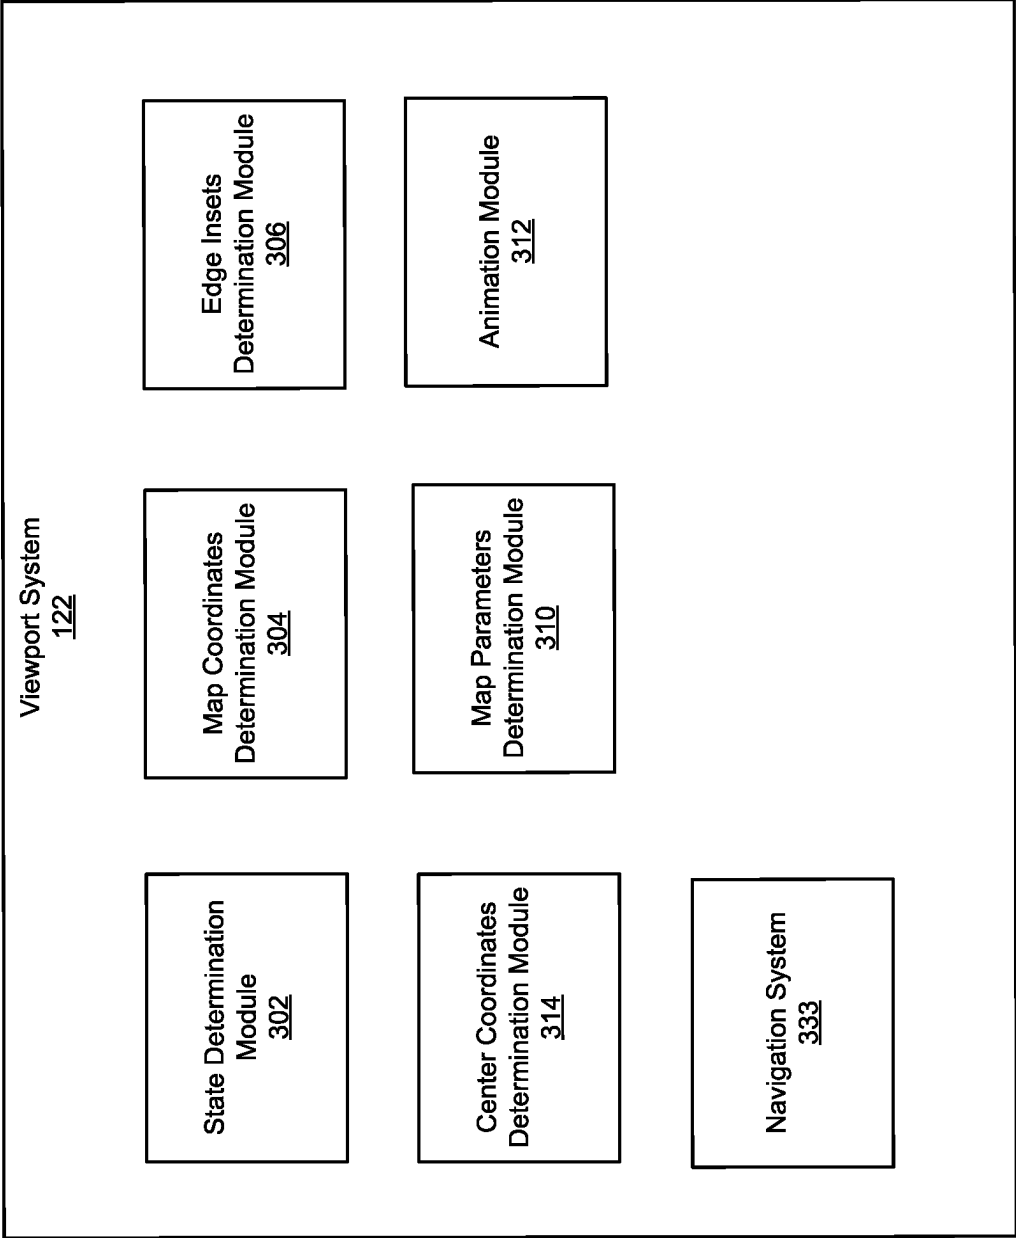 Viewport System
122
State Determination
Module
302
Map Coordinates
Determination Module
304
Edge Insets
Determination Module
306
Center Coordinates
Determination Module
314
Map Parameters
Determination Module
310
Animation Module
312
Navigation System
333